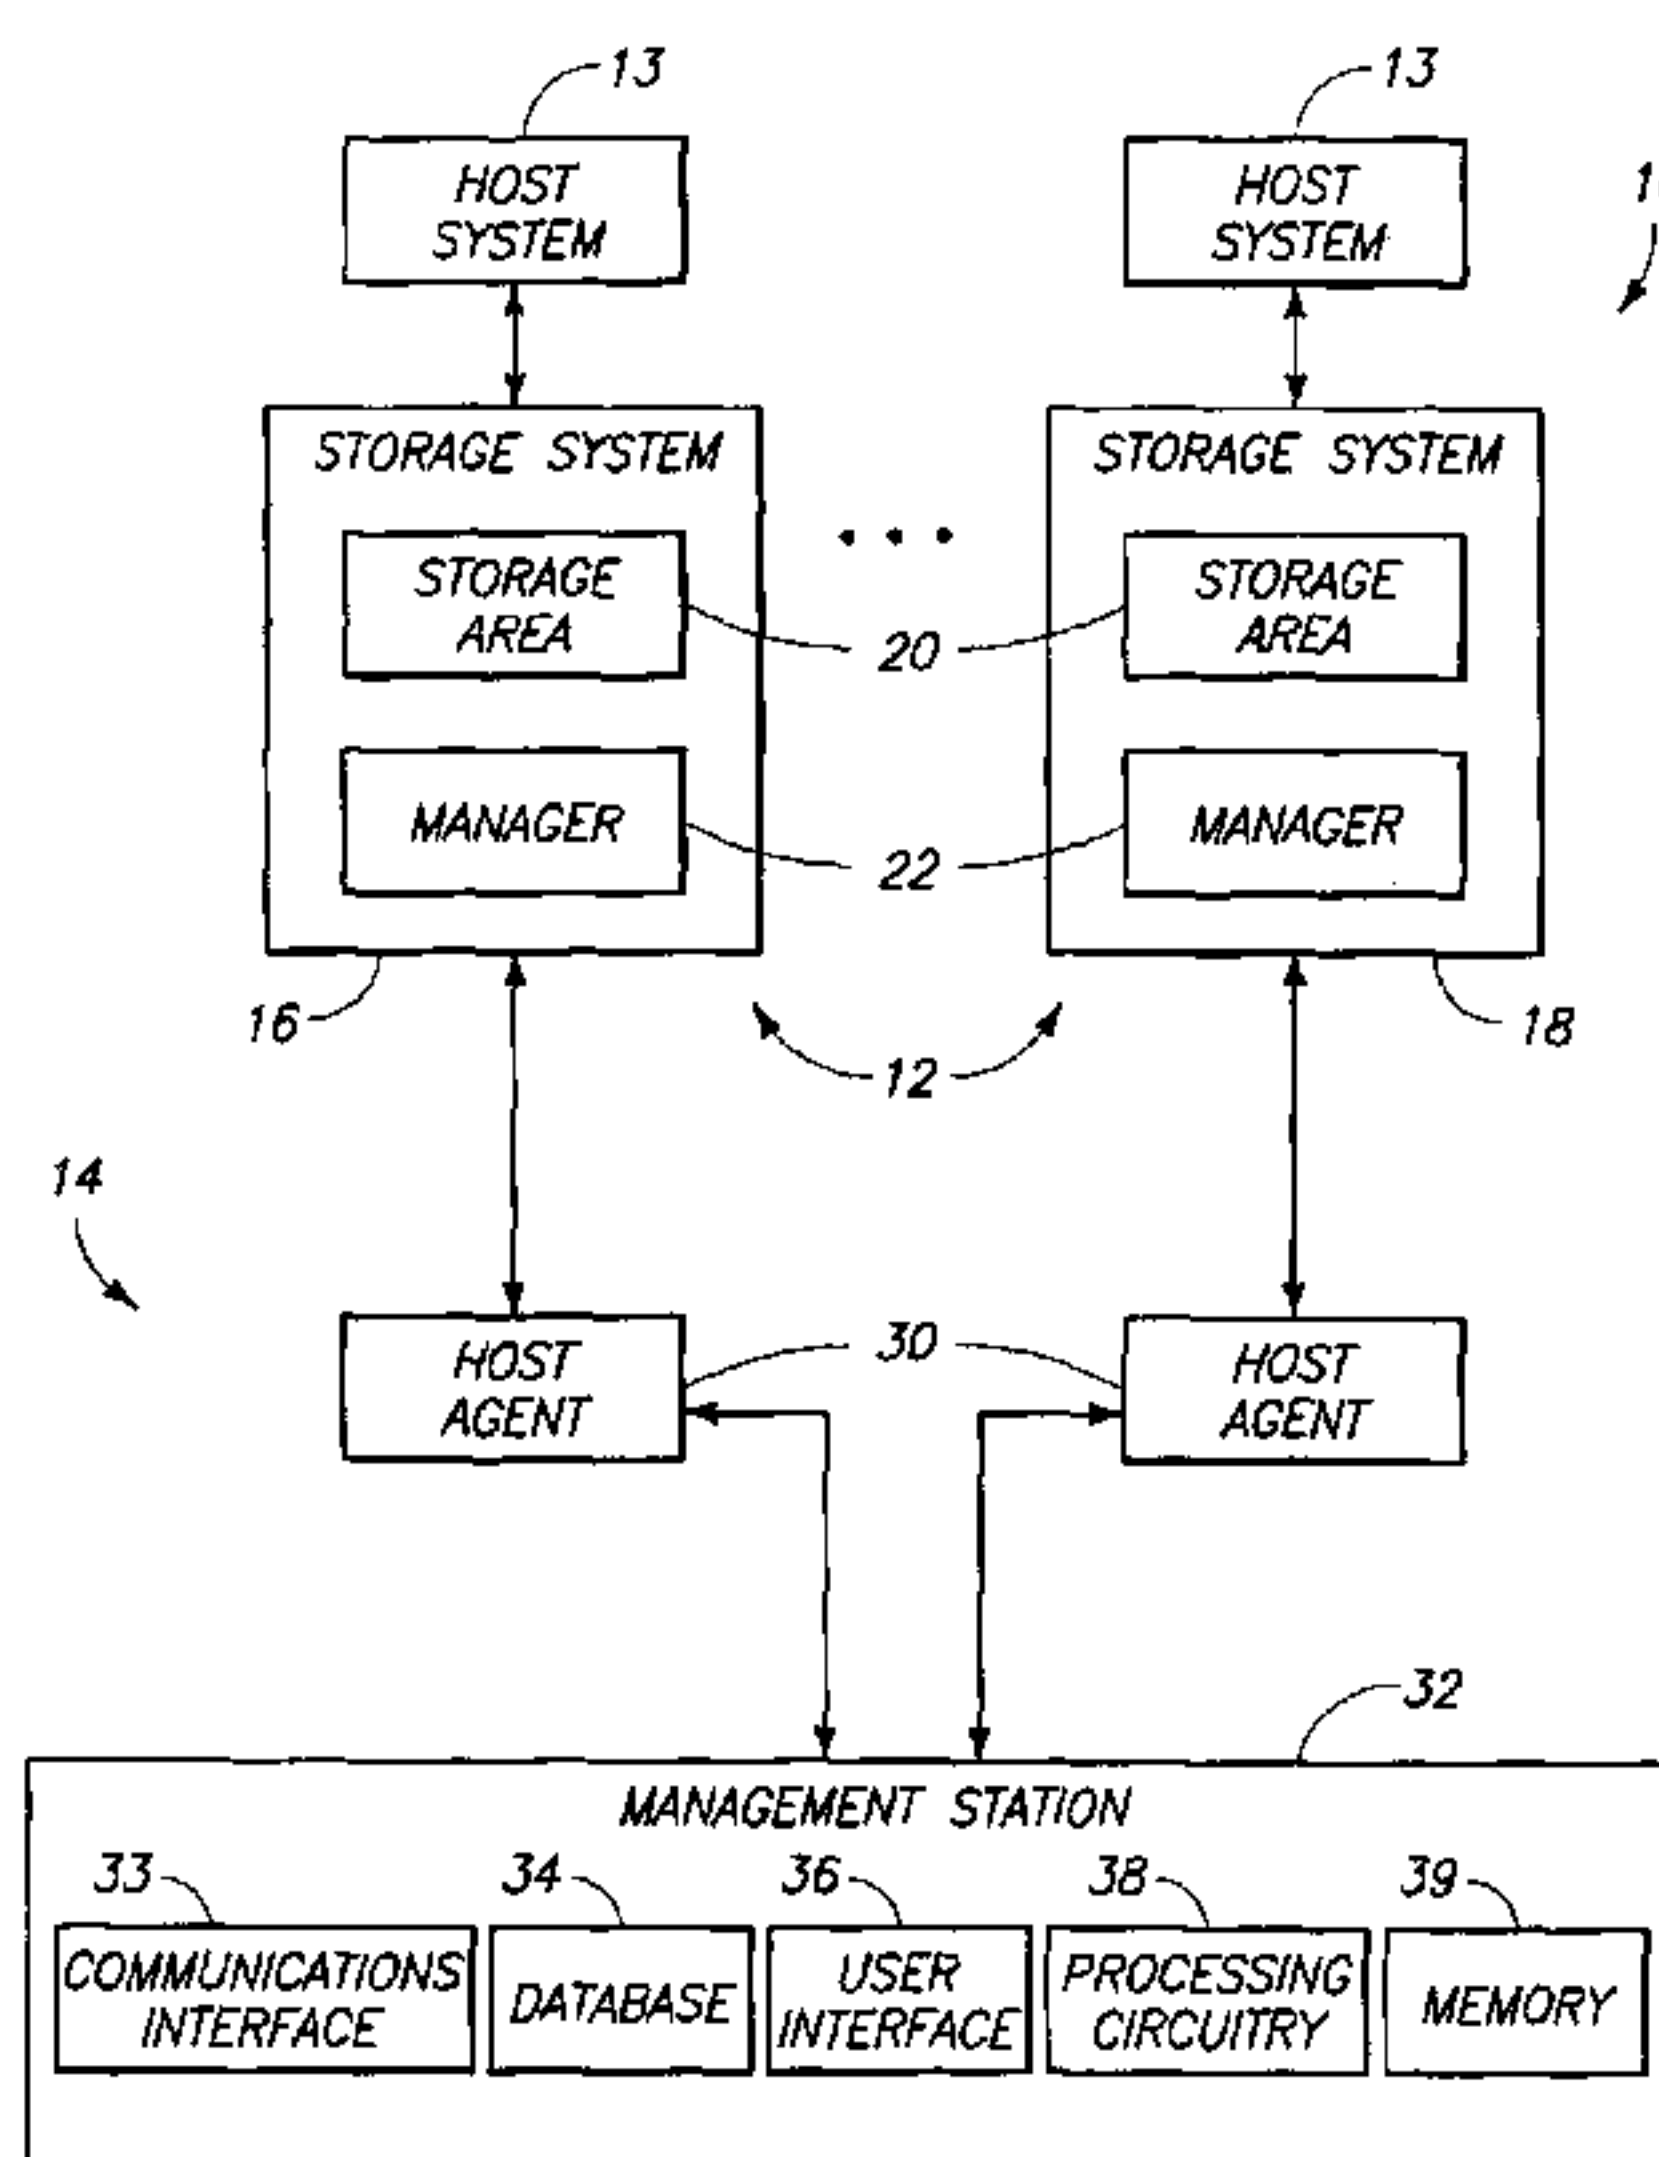 13 13
HOST
SYSTEM
HOST
SYSTEM
STORAGE SYSTEM
STORAGE SYSTEM
• • •
STORAGE
AREA
20
STORAGE
AREA
MANAGER
22
MANAGER
16
12
18
14
HOST
AGENT
30
HOST
AGENT
32
MANAGEMENT STATION
33 34 36 38 39
COMMUNICATIONS
INTERFACE
DATABASE
USER
INTERFACE
PROCESSING
CIRCUITRY
MEMORY